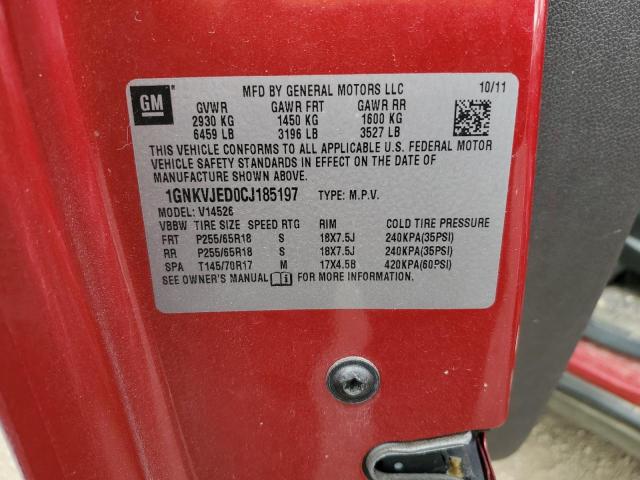 GM
MFD BY GENERAL MOTORS LLC 10/11
GVWR GAWR FRT GAWR RR
2930 KG 1450 KG 1600 KG
6459 LB 3196 LB 3527 LB
THIS VEHICLE CONFORMS TO ALL APPLICABLE U.S. FEDERAL MOTOR
VEHICLE SAFETY STANDARDS IN EFFECT ON THE DATE OF
MANUFACTURE SHOWN ABOVE.
1GNKVJED0CJ185197 TYPE: M.P.V.
MODEL: V14526
VBBW TIRE SIZE SPEED RTG RIM COLD TIRE PRESSURE
FRT P255/65R18 S 18X7.5J 240KPA(35PSI)
RR P255/65R18 S 18X7.5J 240KPA(35PSI)
SPA T145/70R17 M 17X4.5B 420KPA(60PSI)
SEE OWNER'S MANUAL FOR MORE INFORMATION.